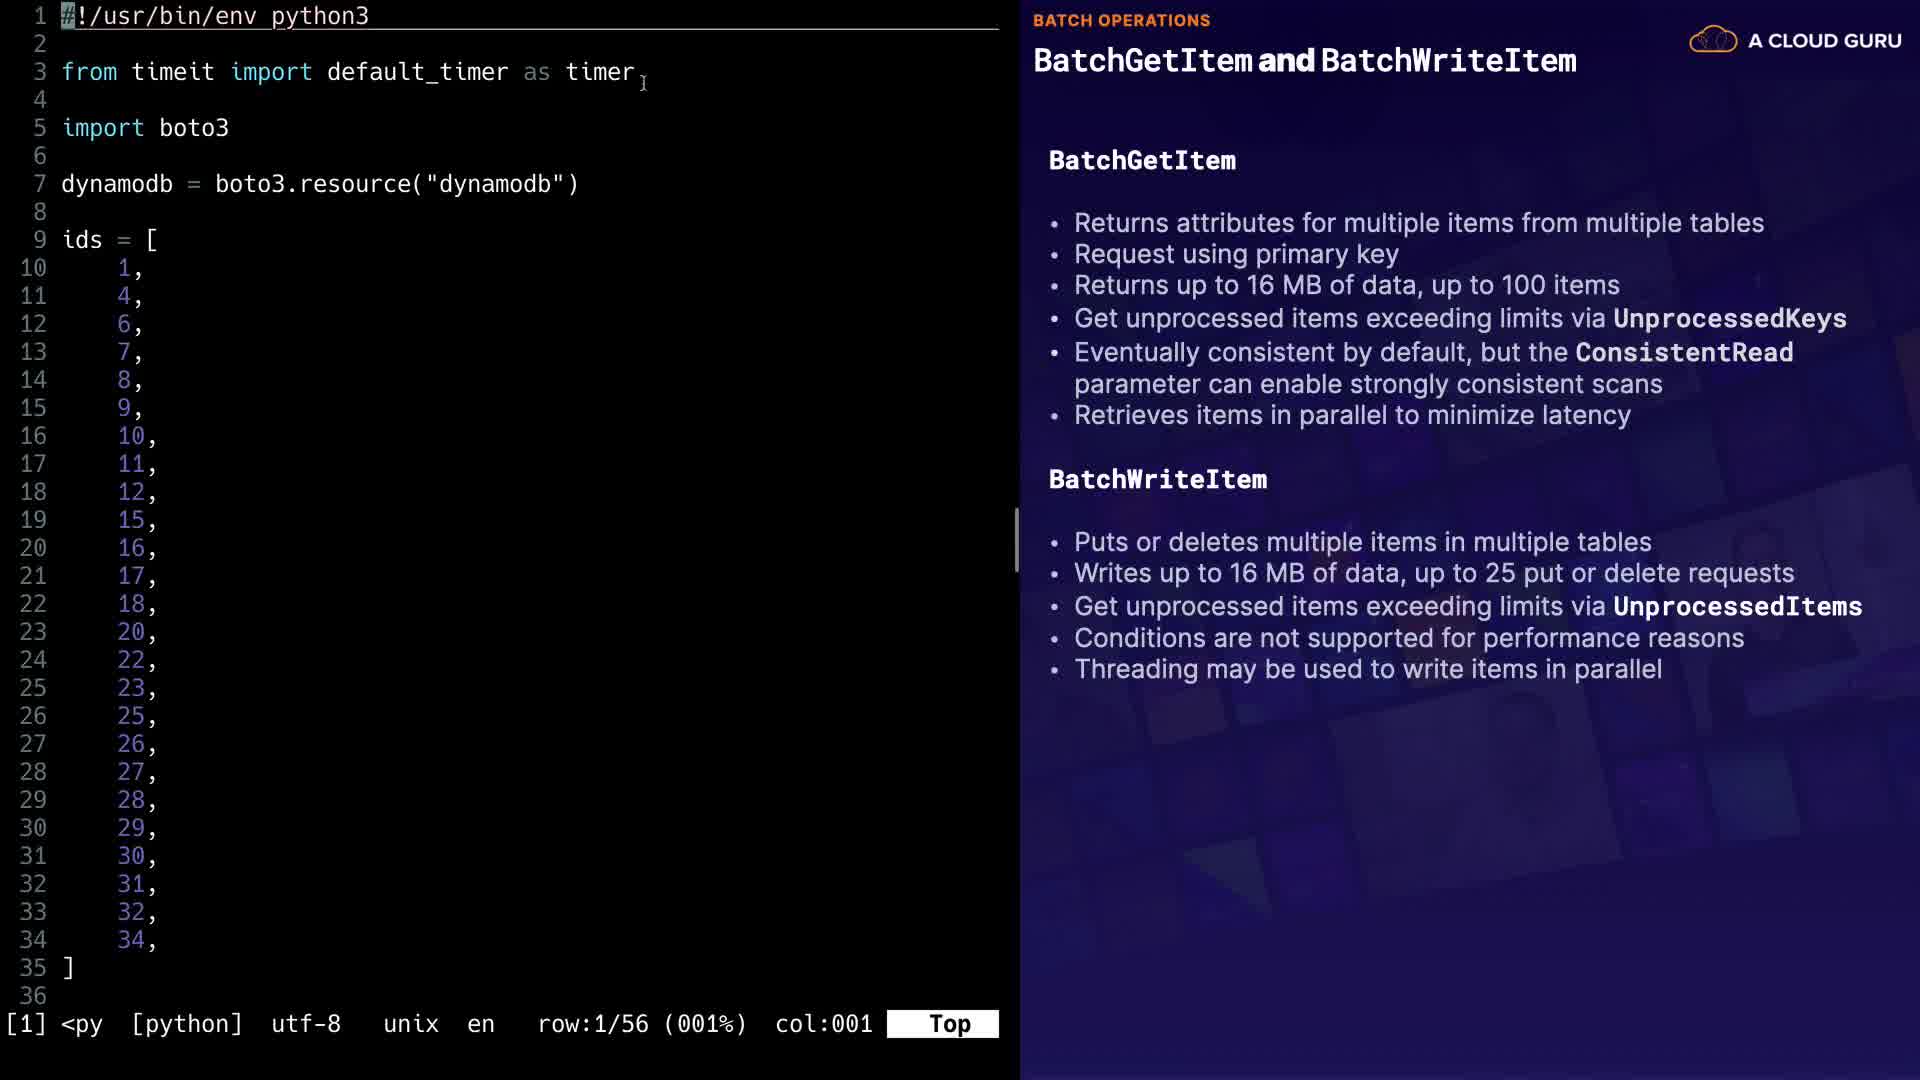 1 #!/usr/bin/env python3
2
3 from timeit import default_timer as timer
4
5 import boto3
6
7 dynamodb = boto3.resource("dynamodb")
8
9 ids = [
10 1,
11 4,
12 6,
13 7,
14 8,
15 9,
16 10,
17 11,
18 12,
19 15,
20 16,
21 17,
22 18,
23 20,
24 22,
25 23,
26 25,
27 26,
28 27,
29 28,
30 29,
31 30,
32 31,
33 32,
34 34,
35 ]
36
[1] <py [python] utf-8 unix en row:1/56 (001%) col:001 Top
BATCH OPERATIONS
BatchGetItem and BatchWriteItem
A CLOUD GURU
BatchGetItem
• Returns attributes for multiple items from multiple tables
• Request using primary key
• Returns up to 16 MB of data, up to 100 items
• Get unprocessed items exceeding limits via UnprocessedKeys
• Eventually consistent by default, but the ConsistentRead
parameter can enable strongly consistent scans
• Retrieves items in parallel to minimize latency
BatchWriteItem
• Puts or deletes multiple items in multiple tables
• Writes up to 16 MB of data, up to 25 put or delete requests
• Get unprocessed items exceeding limits via UnprocessedItems
• Conditions are not supported for performance reasons
• Threading may be used to write items in parallel